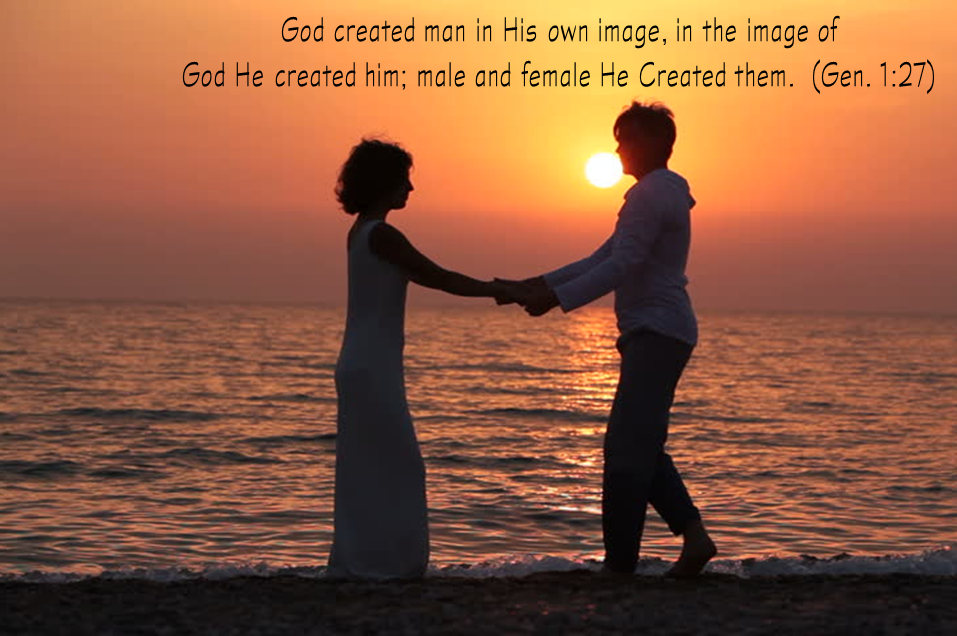 God created man in His own image, in the image of
God He created him; male and female He Created them. (Gen. 1:27)